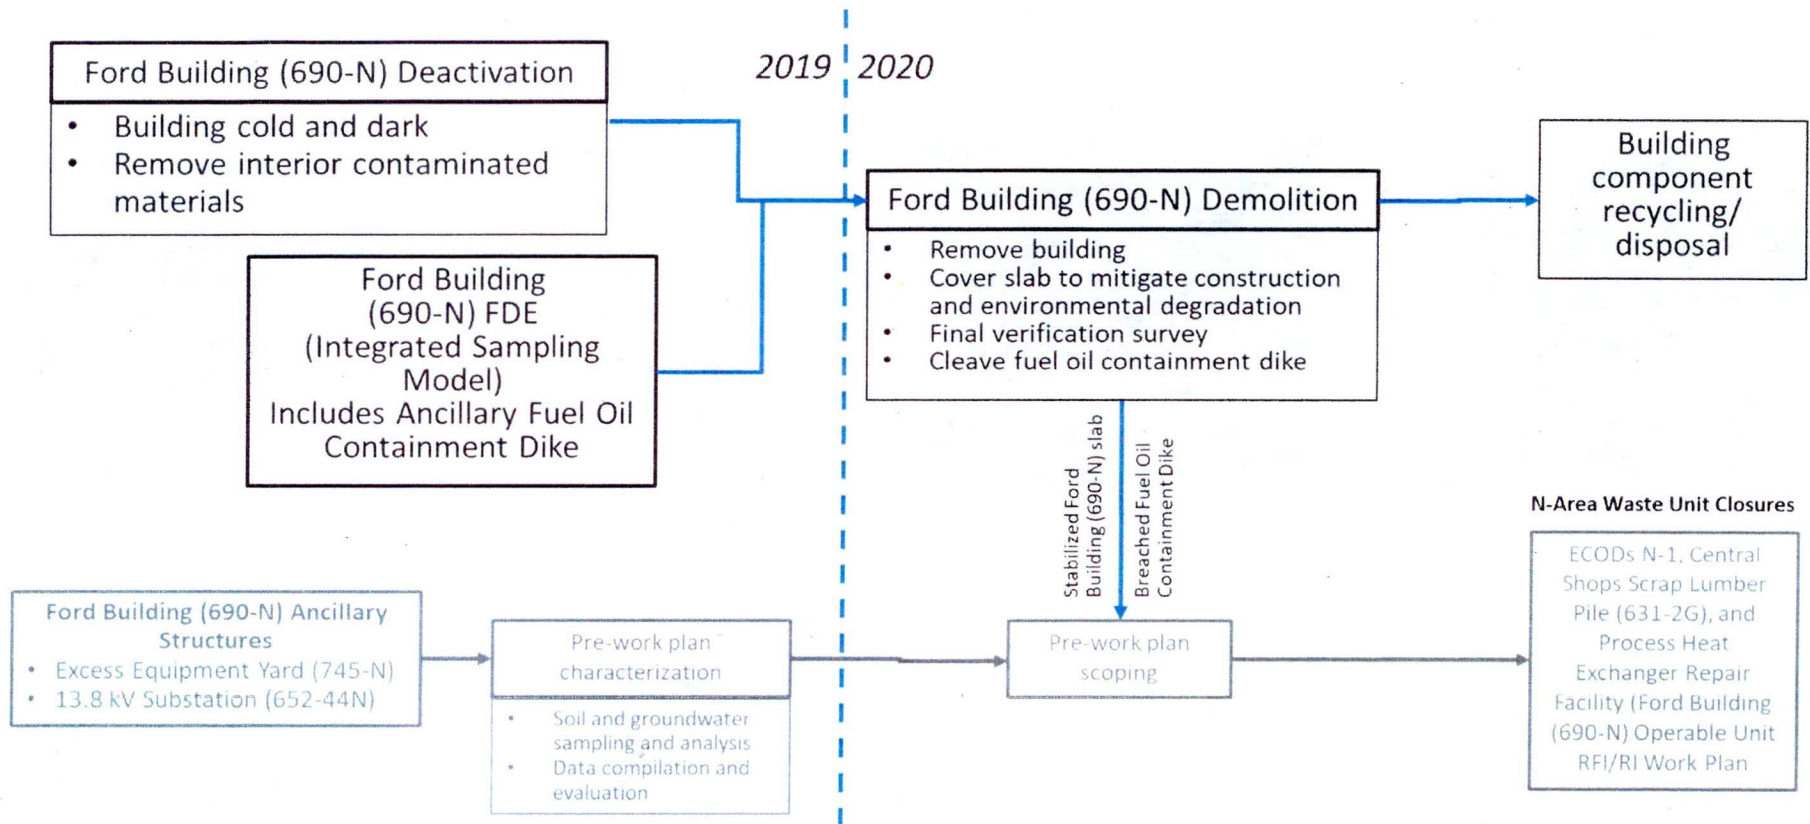 2019 2020
Ford Building (690-N) Deactivation
• Building cold and dark
• Remove interior contaminated
materials
Ford Building
(690-N) FDE
(Integrated Sampling
Model)
Includes Ancillary Fuel Oil
Containment Dike
Ford Building (690-N) Demolition
• Remove building
• Cover slab to mitigate construction
and environmental degradation
• Final verification survey
• Cleave fuel oil containment dike
Building
component
recycling/
disposal
Stabilized Ford
Building (690-N) slab
Breached Fuel Oil
Containment Dike
Ford Building (690-N) Ancillary
Structures
• Excess Equipment Yard (745-N)
• 13.8 kV Substation (652-44N)
Pre-work plan
characterization
• Soil and groundwater
sampling and analysis
• Data compilation and
evaluation
Pre-work plan
scoping
N-Area Waste Unit Closures
ECODs N-1, Central
Shops Scrap Lumber
Pile (631-2G), and
Process Heat
Exchanger Repair
Facility (Ford Building
(690-N) Operable Unit
RFI/RI Work Plan